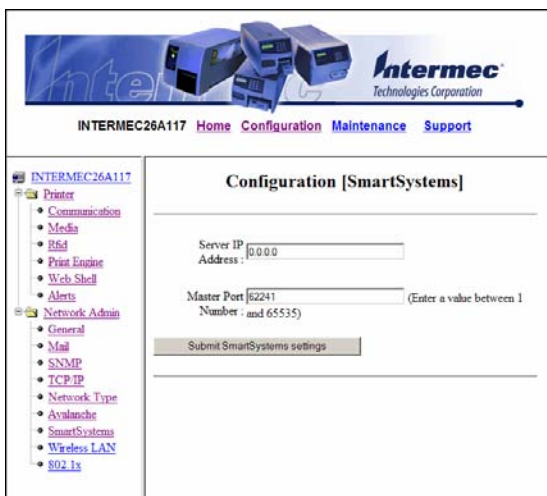 Intermec
Intermec
Technologies Corporation
INTERMEC26A117 Home Configuration Maintenance Support
INTERMEC26A117
Printer
Communication
Media
Rfid
Print Engine
Web Shell
Alerts
Network Admin
General
Mail
SNMP
TCP/IP
Network Type
Avalanche
SmartSystems
Wireless LAN
802.1x
Configuration [SmartSystems]
Server IP
Address : 0.0.0.0
Master Port 62241 (Enter a value between 1
Number : and 65535)
Submit SmartSystems settings